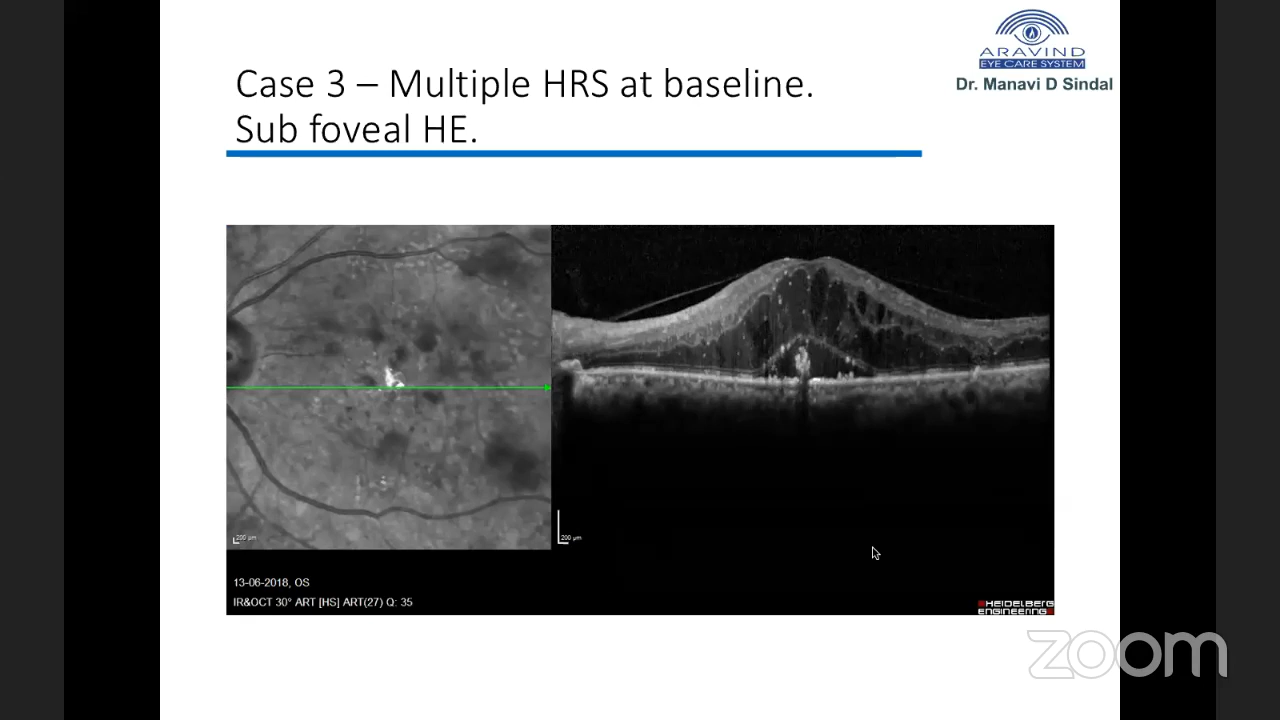 ARAVIND
EYE CARE SYSTEM
Dr. Manavi D Sindal
Case 3 – Multiple HRS at baseline.
Sub foveal HE.
200 µm
200 µm
13-06-2018, OS
IR&OCT 30° ART [HS] ART(27) Q: 35
HEIDELBERG
ENGINEERING
zoom